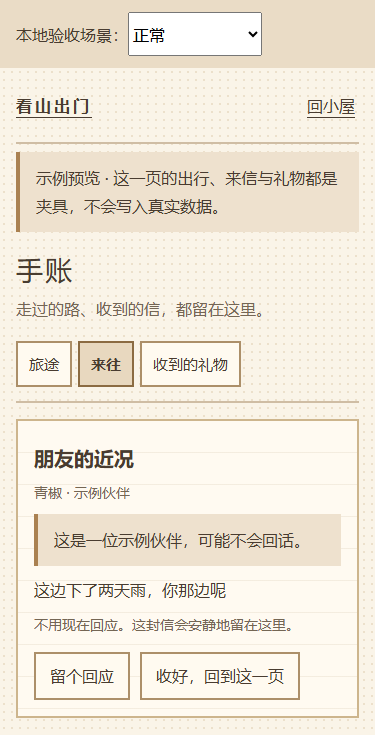 本地验收场景：正常
看山出门 回小屋
示例预览 · 这一页的出行、来信与礼物都是
夹具，不会写入真实数据。
手账
走过的路、收到的信，都留在这里。
旅途 来往 收到的礼物
朋友的近况
青椒 · 示例伙伴
这是一位示例伙伴，可能不会回话。
这边下了两天雨，你那边呢
不用现在回应。这封信会安静地留在这里。
留个回应 收好，回到这一页